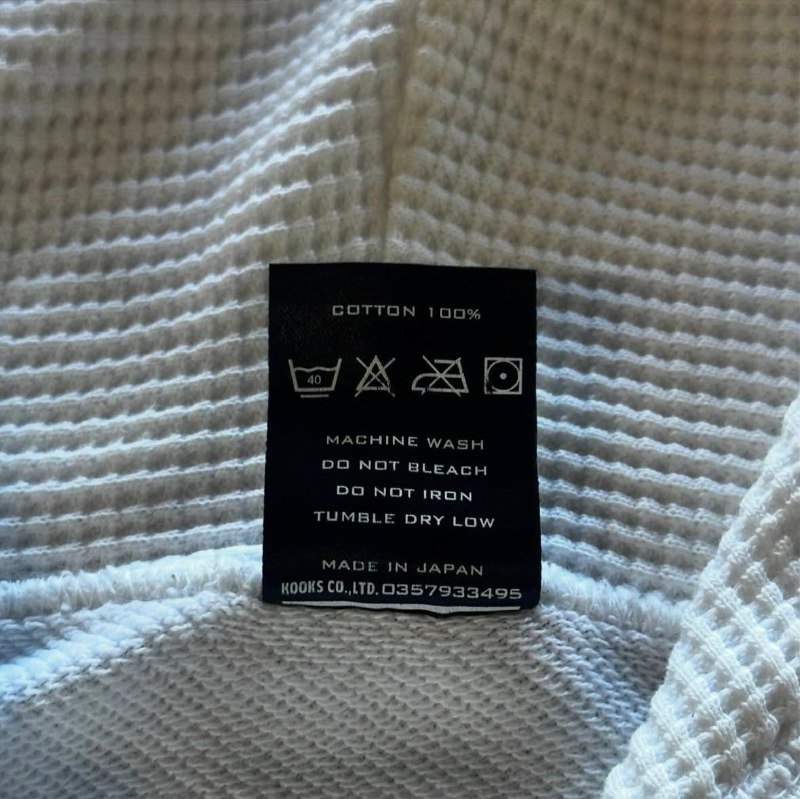 COTTON 100%
40
MACHINE WASH
DO NOT BLEACH
DO NOT IRON
TUMBLE DRY LOW
MADE IN JAPAN
KOOKS CO.,LTD. 0357933495